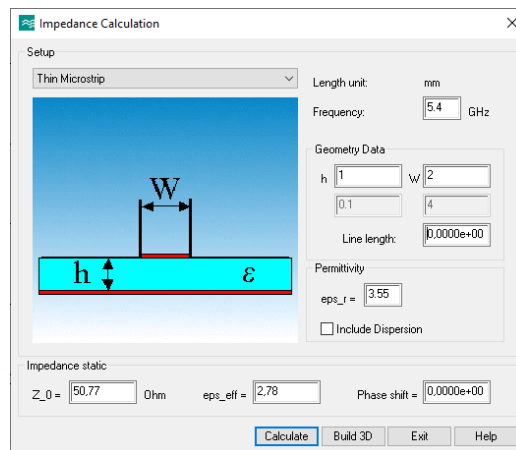 Impedance Calculation
Setup
Thin Microstrip
Length unit: mm
Frequency: 5.4 GHz
Geometry Data
h 1 W 2
0.1 4
Line length: 0,0000e+00
Permittivity
eps_r = 3.55
Include Dispersion
W
h ε
Impedance static
Z_0 = 50,77 Ohm eps_eff = 2,78 Phase shift = 0,0000e+00
Calculate Build 3D Exit Help